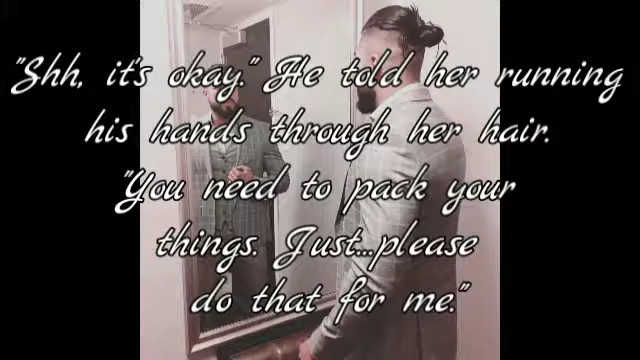 "Shh, it's okay." He told her running
his hands through her hair.
"You need to pack your
things. Just...please
do that for me."